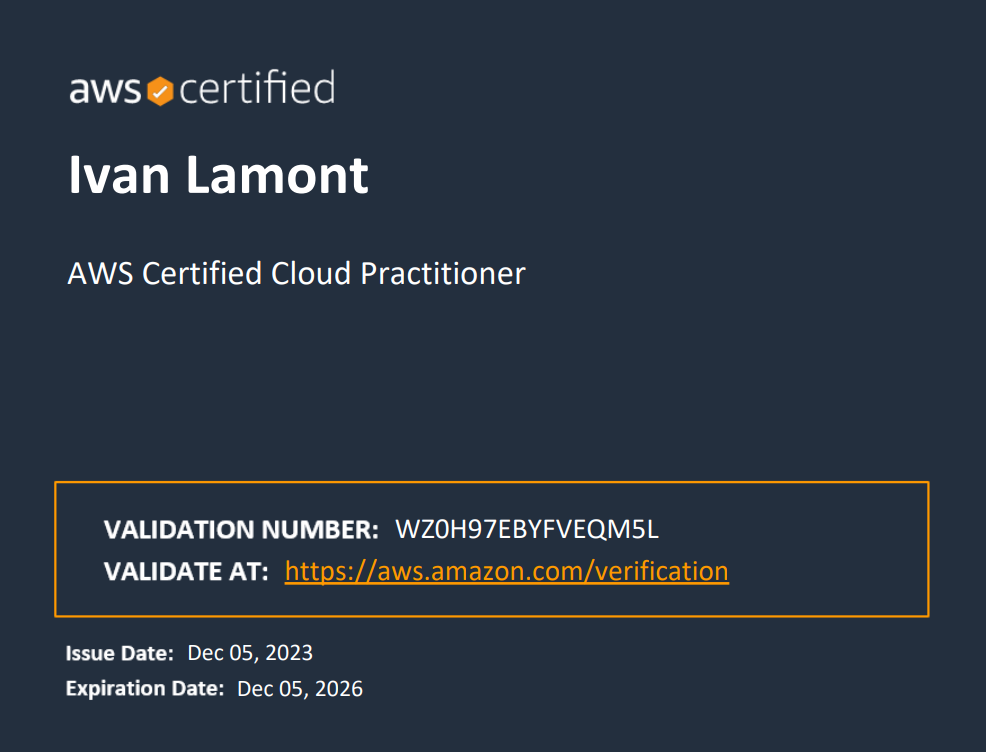 aws certified
Ivan Lamont
AWS Certified Cloud Practitioner
VALIDATION NUMBER: WZ0H97EBYFVEQM5L
VALIDATE AT: https://aws.amazon.com/verification
Issue Date: Dec 05, 2023
Expiration Date: Dec 05, 2026